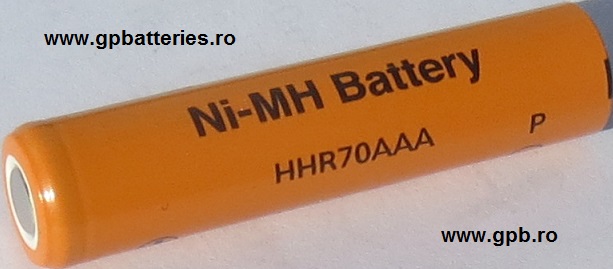 www.gpbatteries.ro
Ni-MH Battery
HHR70AAA
P
www.gpb.ro